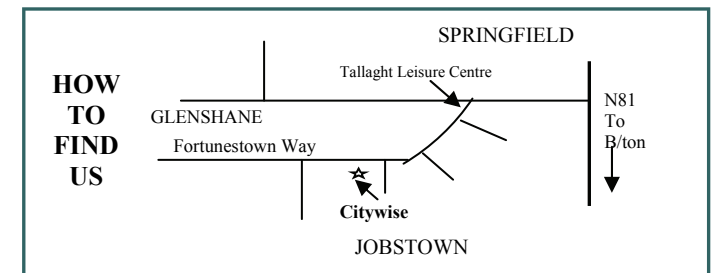 SPRINGFIELD
Tallaght Leisure Centre
HOW
TO
FIND
US
N81
To
B/ton
GLENSHANE
Fortunestown Way
Citywise
JOBSTOWN